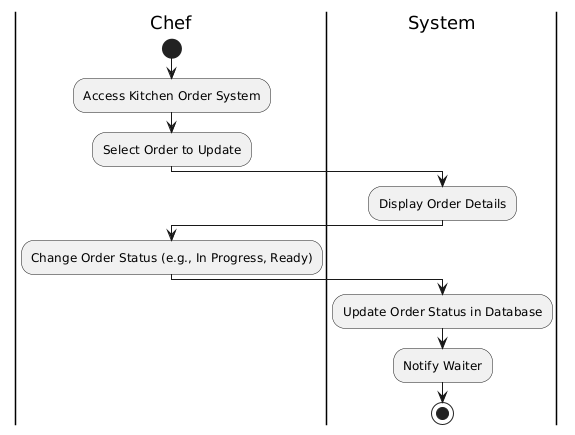 Chef
System
Access Kitchen Order System
Select Order to Update
Display Order Details
Change Order Status (e.g., In Progress, Ready)
Update Order Status in Database
Notify Waiter